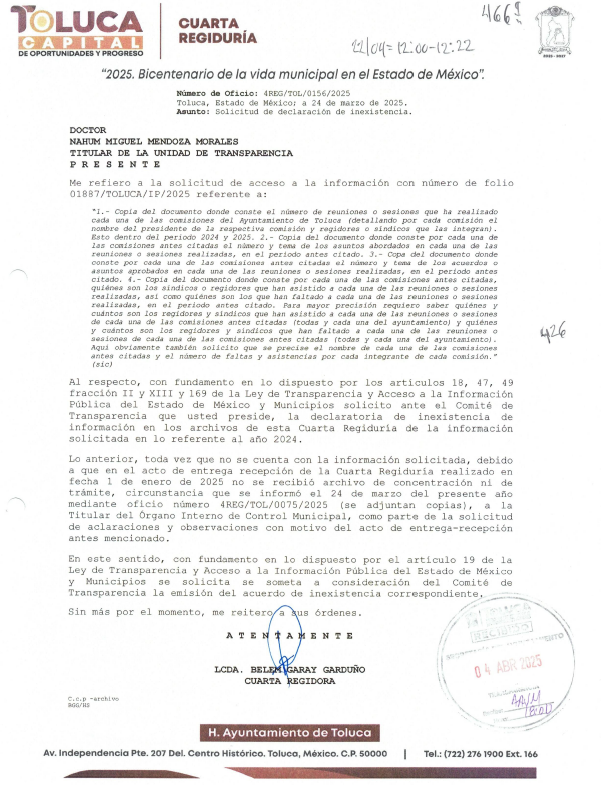 TOLUCA
CAPITAL
DE OPORTUNIDADES Y PROGRESO
CUARTA
REGIDURÍA
22/04=12:00-12:22
2025 - 2027
"2025. Bicentenario de la vida municipal en el Estado de México".
Número de Oficio: 4REG/TOL/0156/2025
Toluca, Estado de México; a 24 de marzo de 2025.
Asunto: Solicitud de declaración de inexistencia.
DOCTOR
NAHUM MIGUEL MENDOZA MORALES
TITULAR DE LA UNIDAD DE TRANSPARENCIA
P R E S E N T E
Me refiero a la solicitud de acceso a la información con número de folio
01887/TOLUCA/IP/2025 referente a:
"1.- Copia del documento donde conste el número de reuniones o sesiones que ha realizado
cada una de las comisiones del Ayuntamiento de Toluca (detallando por cada comisión el
nombre del presidente de la respectiva comisión y regidores o síndicos que las integran).
Esto dentro del periodo 2024 y 2025. 2.- Copia del documento donde conste por cada una de las
comisiones antes citadas el número y tema de los asuntos abordados en cada una de las
reuniones o sesiones realizadas, en el periodo antes citado. 3.- Copa del documento donde
conste por cada una de las comisiones antes citadas el número y tema de los acuerdos o
asuntos aprobados en cada una de las reuniones o sesiones realizadas, en el periodo antes
citado. 4.- Copia del documento donde conste por cada una de las comisiones antes citadas,
quiénes son los síndicos o regidores que han asistido a cada una de las reuniones o sesiones
realizadas, así como quiénes son los que han faltado a cada una de las reuniones o sesiones
realizadas, en el periodo antes citado. Para mayor precisión requiero saber quiénes y
cuántos son los regidores y síndicos que han asistido a cada una de las reuniones o sesiones
de cada una de las comisiones antes citadas (todas y cada una del ayuntamiento) y quiénes
y cuántos son los regidores y síndicos que han faltado a cada una de las reuniones o
sesiones de cada una de las comisiones antes citadas (todas y cada una del ayuntamiento).
Aquí obviamente también solicito que se precise el nombre de cada una de las comisiones
antes citadas y el número de faltas y asistencias por cada integrante de cada comisión."
(sic)
426
Al respecto, con fundamento en lo dispuesto por los artículos 18, 47, 49
fracción II y XIII y 169 de la Ley de Transparencia y Acceso a la Información
Pública del Estado de México y Municipios solicito ante el Comité de
Transparencia que usted preside, la declaratoria de inexistencia de
información en los archivos de esta Cuarta Regiduría de la información
solicitada en lo referente al año 2024.
Lo anterior, toda vez que no se cuenta con la información solicitada, debido
a que en el acto de entrega recepción de la Cuarta Regiduría realizado en
fecha 1 de enero de 2025 no se recibió archivo de concentración ni de
trámite, circunstancia que se informó el 24 de marzo del presente año
mediante oficio número 4REG/TOL/0075/2025 (se adjuntan copias), a la
Titular del Órgano Interno de Control Municipal, como parte de la solicitud
de aclaraciones y observaciones con motivo del acto de entrega-recepción
antes mencionado.
En este sentido, con fundamento en lo dispuesto por el artículo 19 de la
Ley de Transparencia y Acceso a la Información Pública del Estado de México
y Municipios se solicita se someta a consideración del Comité de
Transparencia la emisión del acuerdo de inexistencia correspondiente.
Sin más por el momento, me reitero a sus órdenes.
A T E N T A M E N T E
LCDA. BELEM GARAY GARDUÑO
CUARTA REGIDORA
RECIBIDO
04 ABR 2025
C.c.p -archivo
BGG/NS
H. Ayuntamiento de Toluca
Av. Independencia Pte. 207 Del. Centro Histórico. Toluca, México. C.P. 50000 | Tel.: (722) 276 1900 Ext. 166